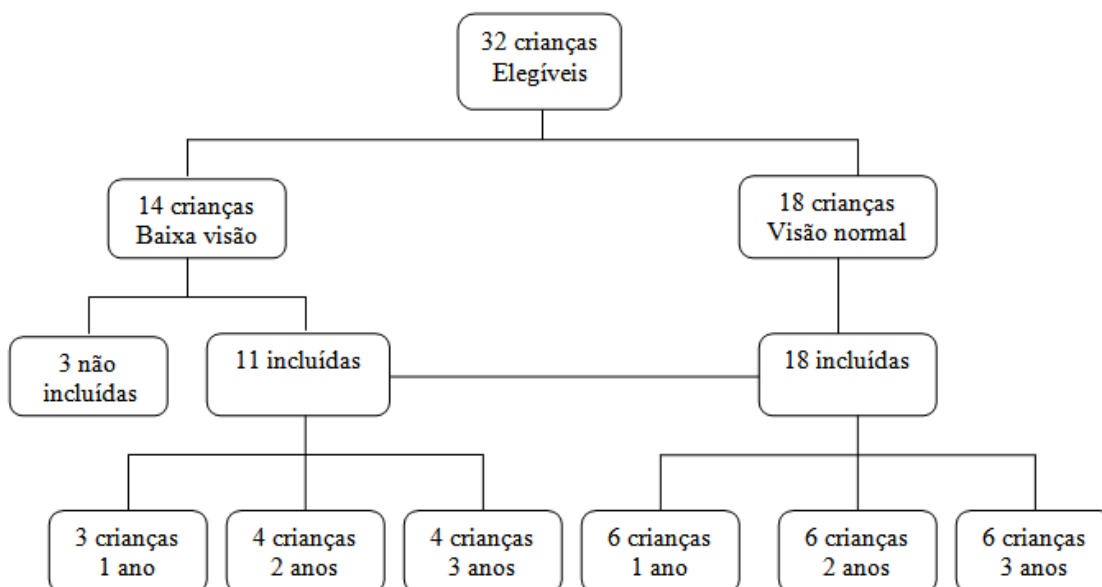 32 crianças
Elegíveis
14 crianças
Baixa visão
18 crianças
Visão normal
3 não
incluídas
11 incluídas
18 incluídas
3 crianças
1 ano
4 crianças
2 anos
4 crianças
3 anos
6 crianças
1 ano
6 crianças
2 anos
6 crianças
3 anos